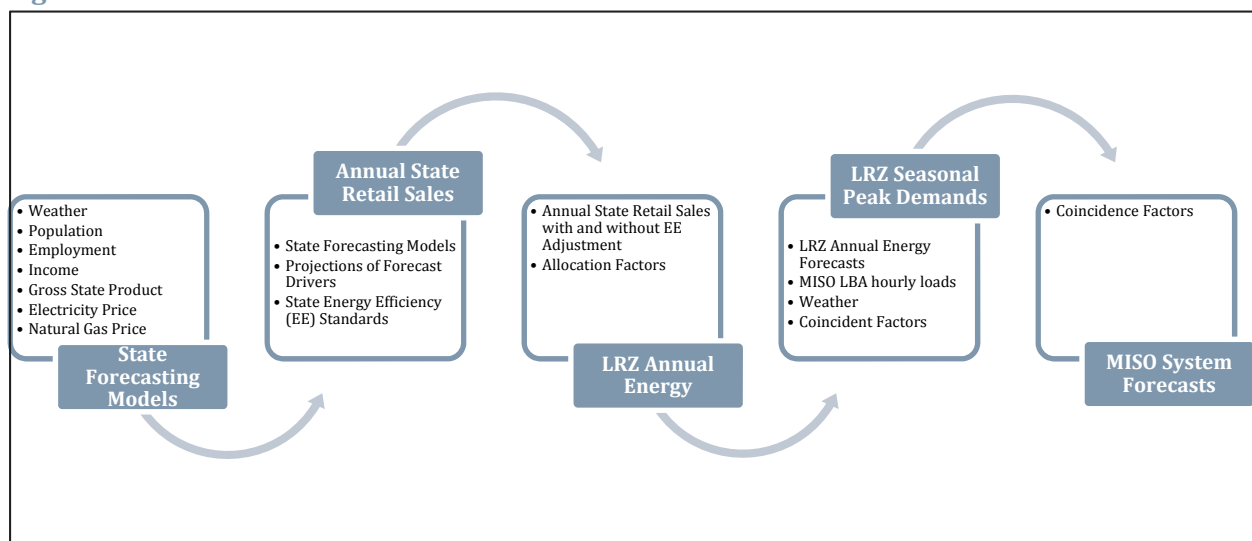 • Weather
• Population
• Employment
• Income
• Gross State Product
• Electricity Price
• Natural Gas Price
State
Forecasting
Models
Annual State
Retail Sales
• State Forecasting Models
• Projections of Forecast
Drivers
• State Energy Efficiency
(EE) Standards
• Annual State Retail Sales
with and without EE
Adjustment
• Allocation Factors
LRZ Annual
Energy
LRZ Seasonal
Peak Demands
• LRZ Annual Energy
Forecasts
• MISO LBA hourly loads
• Weather
• Coincident Factors
• Coincidence Factors
MISO System
Forecasts